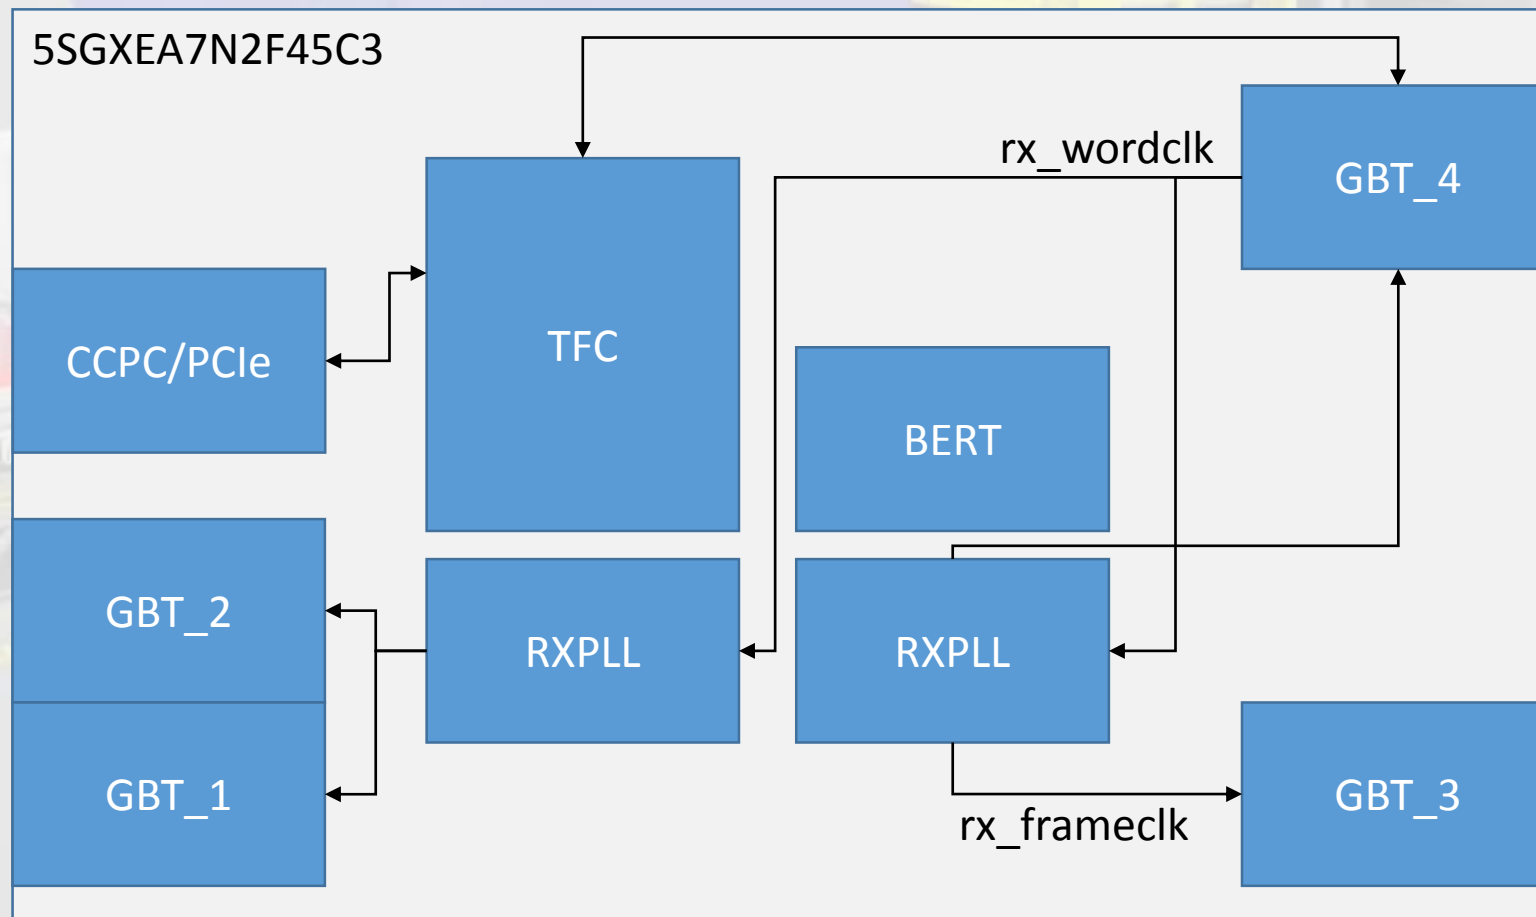 5SGXEA7N2F45C3
rx_wordclk
GBT_4
TFC
CCPC/PCIe
BERT
GBT_2
RXPLL
RXPLL
GBT_1
GBT_3
rx_frameclk